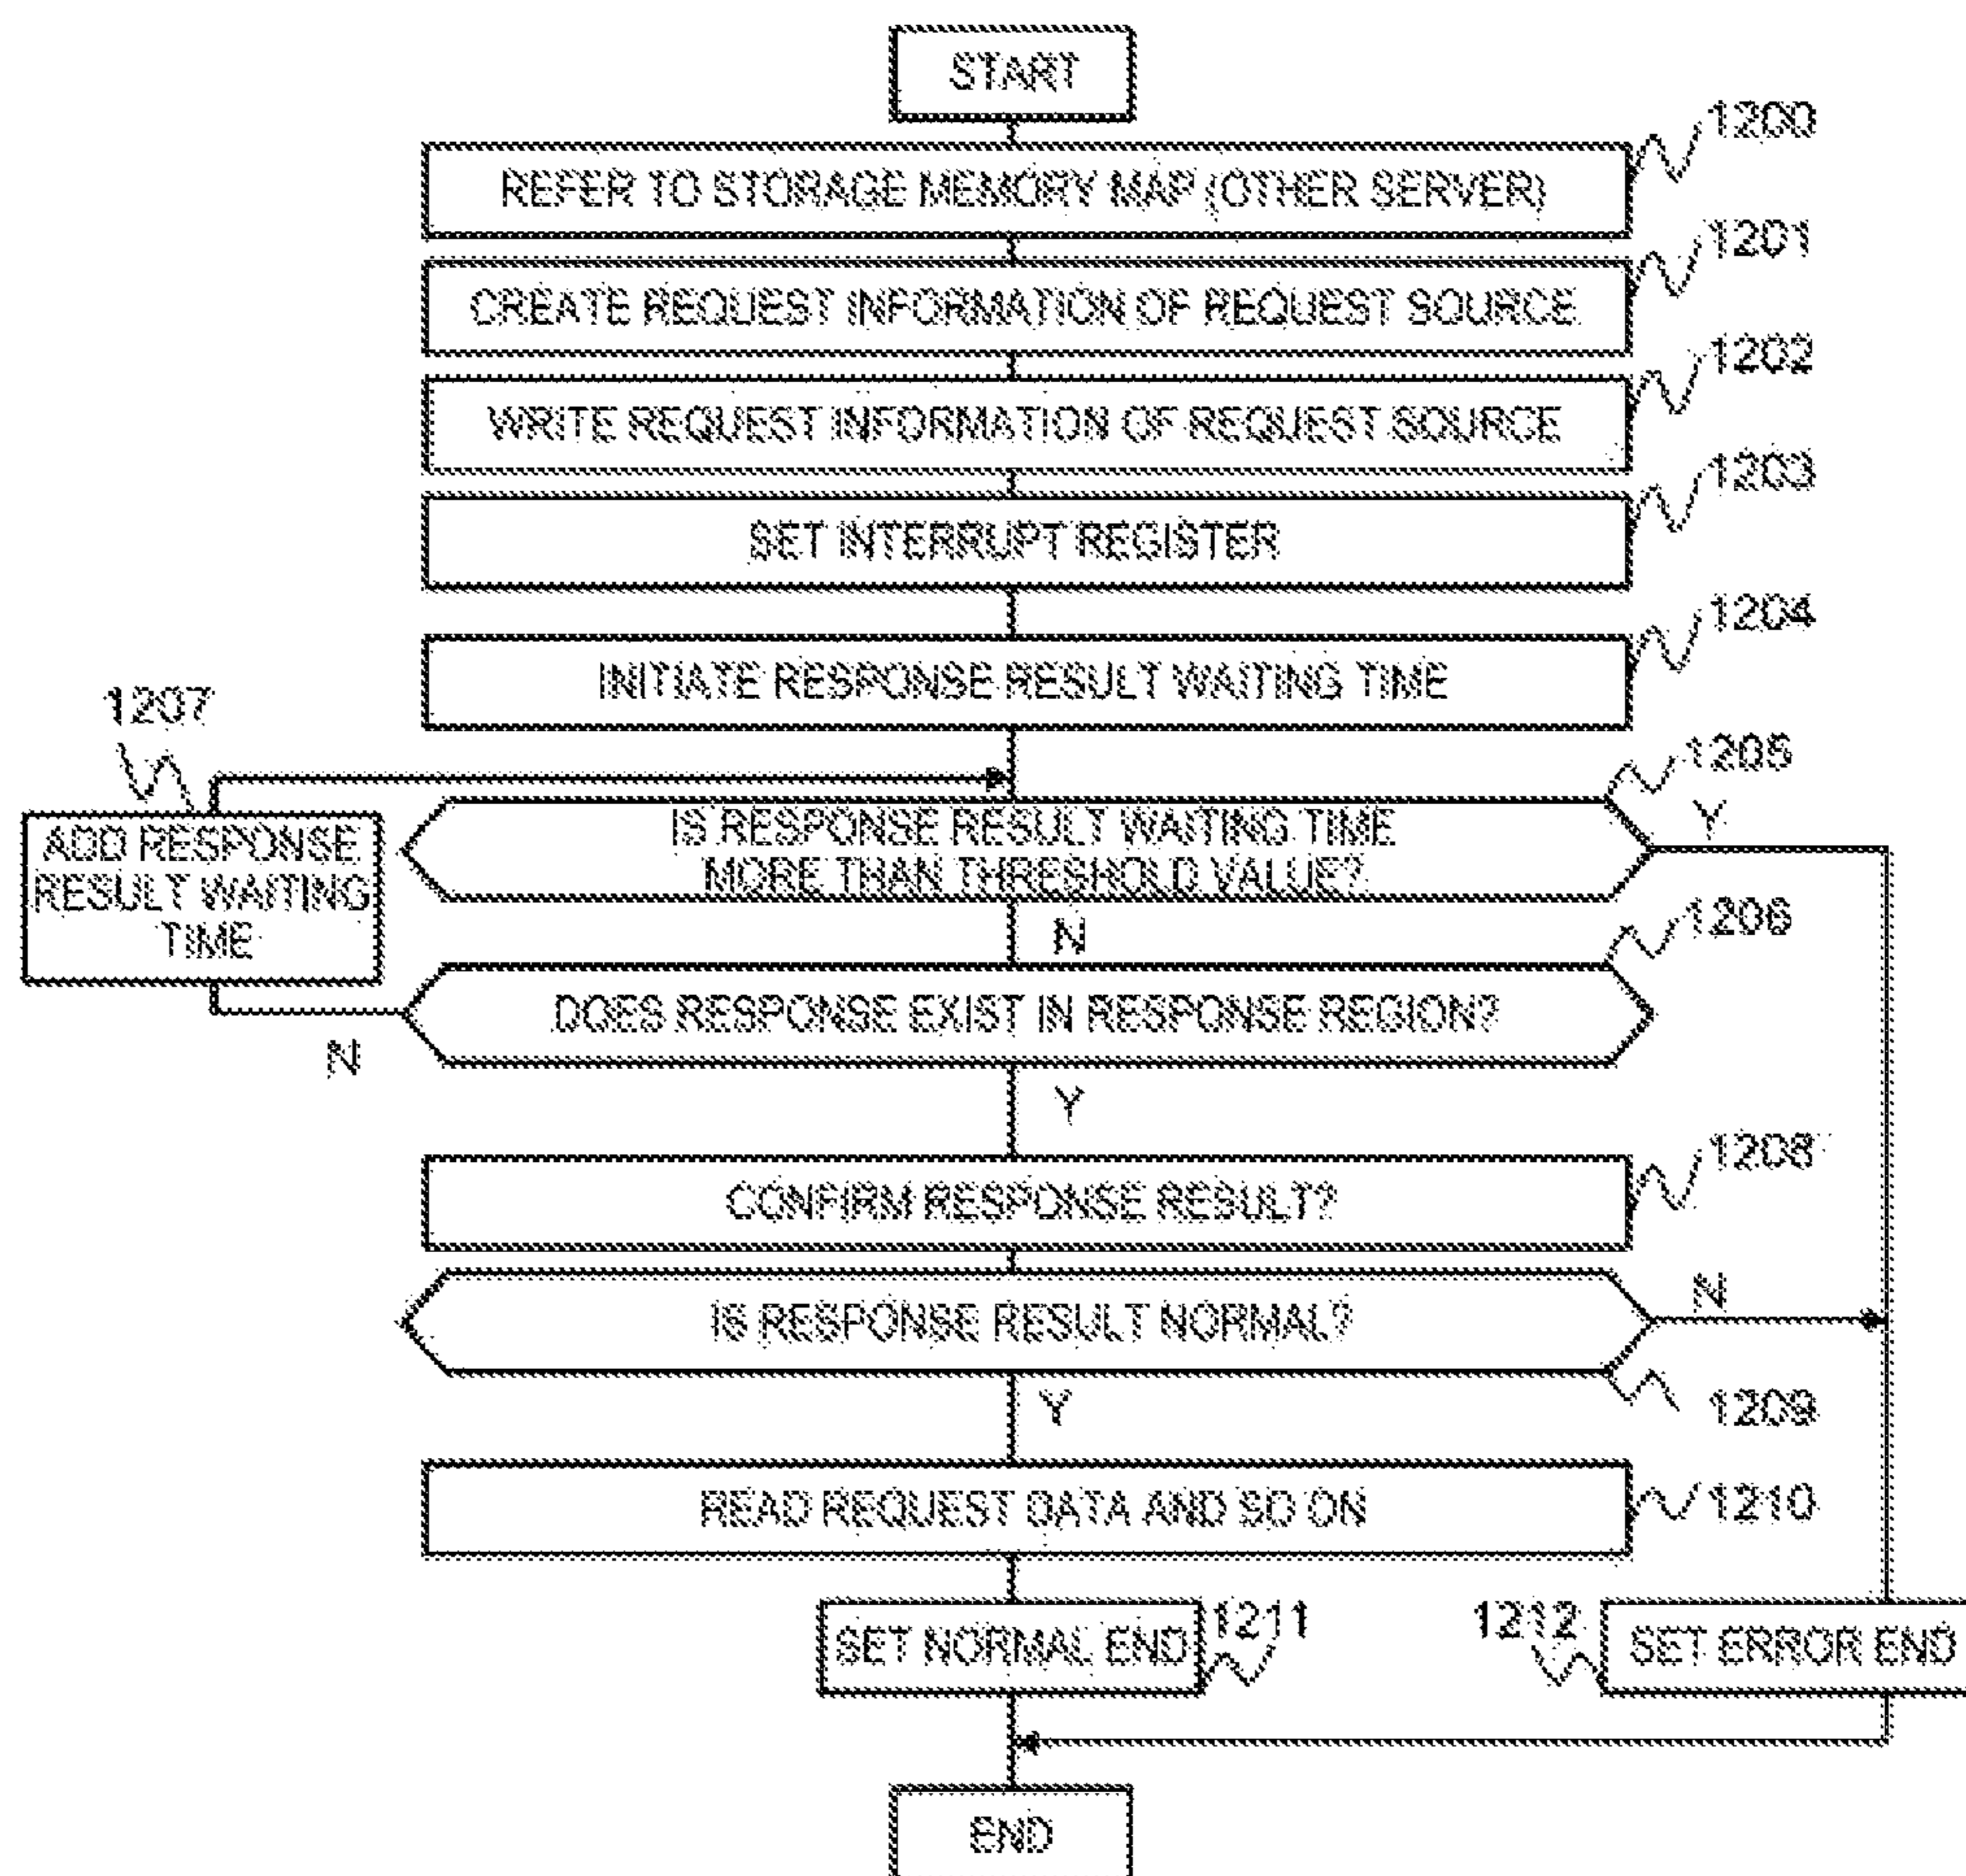 START
1200
REFER TO STORAGE MEMORY MAP (OTHER SERVER)
1201
CREATE REQUEST INFORMATION OF REQUEST SOURCE
1202
WRITE REQUEST INFORMATION OF REQUEST SOURCE
1203
SET INTERRUPT REGISTER
1204
INITIATE RESPONSE RESULT WAITING TIME
1207
ADD RESPONSE
RESULT WAITING
TIME
1205
IS RESPONSE RESULT WAITING TIME
MORE THAN THRESHOLD VALUE?
Y
N
1206
DOES RESPONSE EXIST IN RESPONSE REGION?
N
Y
1208
CONFIRM RESPONSE RESULT?
IS RESPONSE RESULT NORMAL?
N
Y
1209
READ REQUEST DATA AND SO ON
1210
SET NORMAL END
1211
1212
SET ERROR END
END